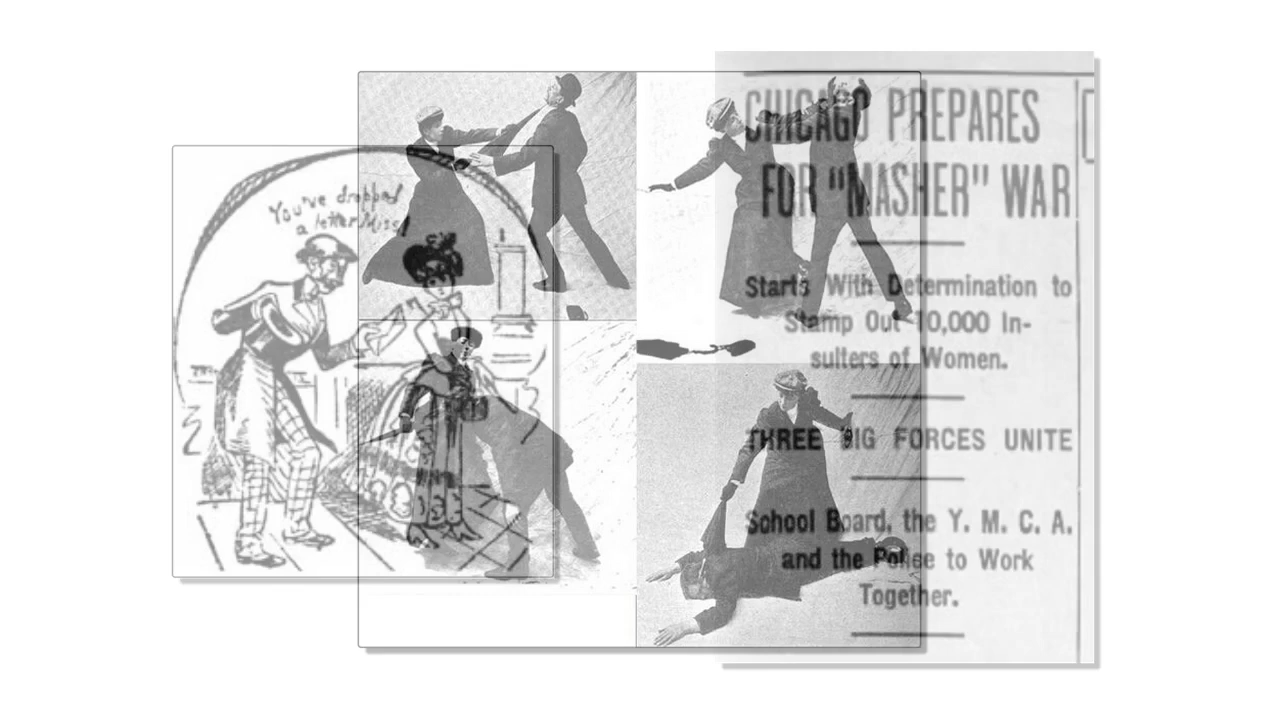 You've dropped
a letter Miss
CHICAGO PREPARES
FOR "MASHER" WAR
Starts With Determination to
Stamp Out 10,000 In-
sulters of Women.
THREE BIG FORCES UNITE
School Board, the Y. M. C. A.
and the Police to Work
Together.